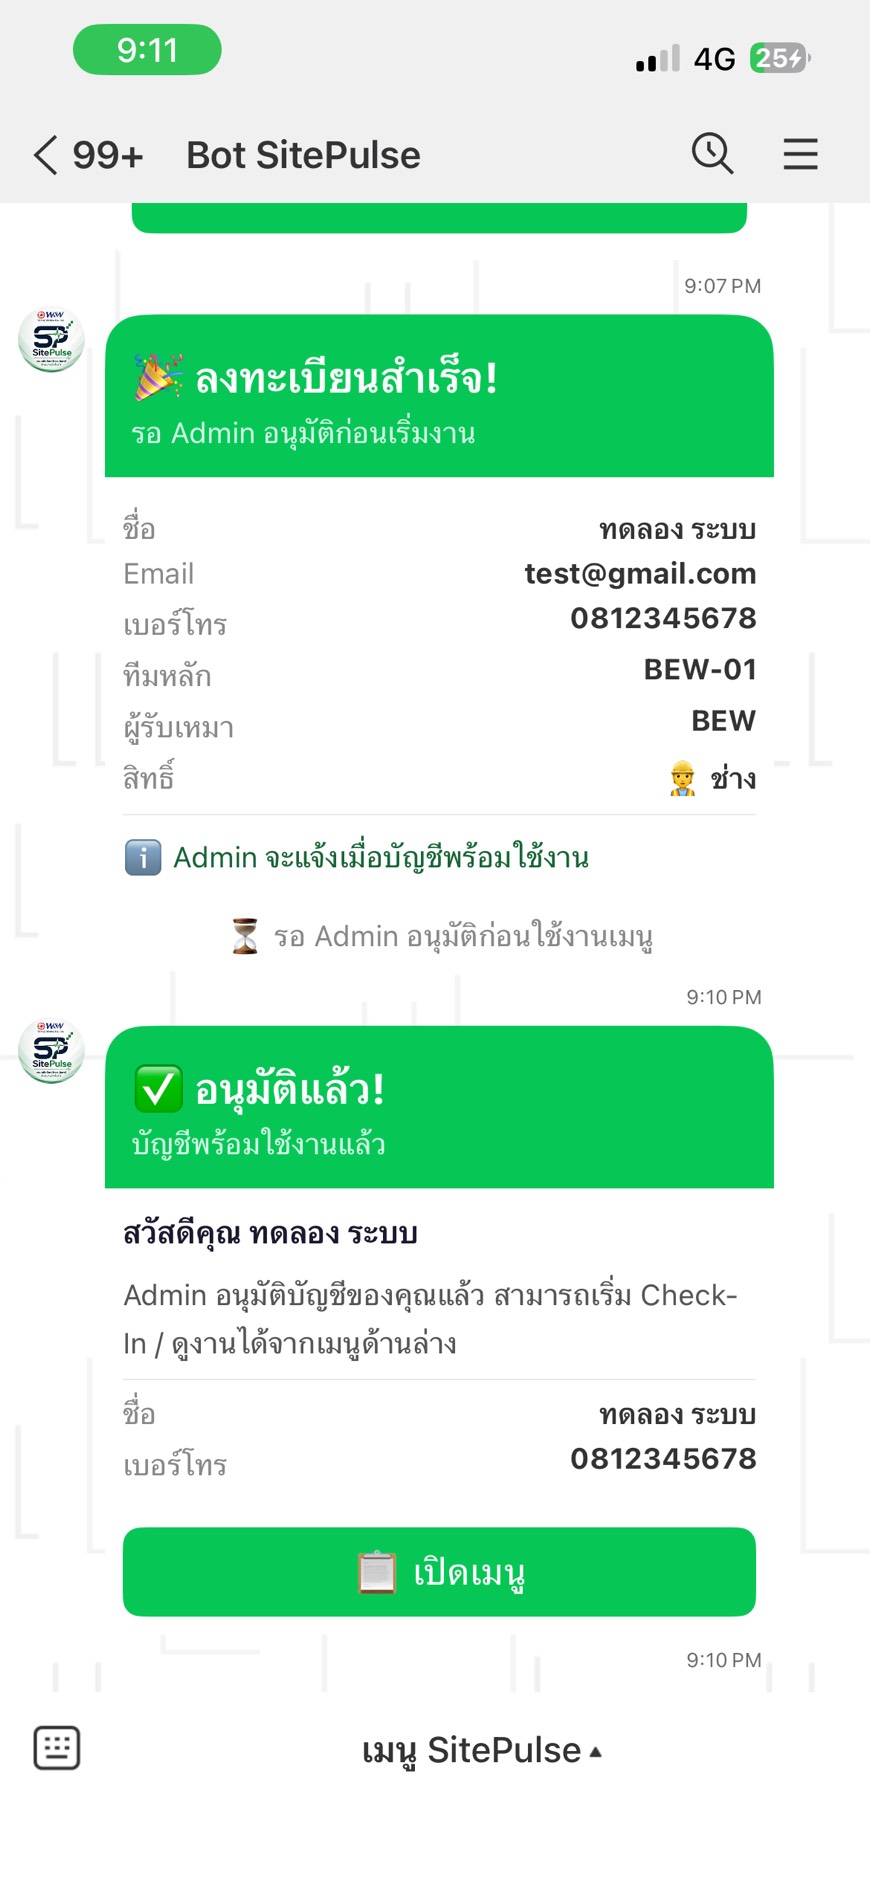 9:11
4G
25
99+ Bot SitePulse
9:07 PM
W&W
SP
SitePulse
🎉 ลงทะเบียนสำเร็จ!
รอ Admin อนุมัติก่อนเริ่มงาน
ชื่อ ทดลอง ระบบ
Email test@gmail.com
เบอร์โทร 0812345678
ทีมหลัก BEW-01
ผู้รับเหมา BEW
สิทธิ์ 👷 ช่าง
ℹ️ Admin จะแจ้งเมื่อบัญชีพร้อมใช้งาน
⏳ รอ Admin อนุมัติก่อนใช้งานเมนู
9:10 PM
W&W
SP
SitePulse
✅ อนุมัติแล้ว!
บัญชีพร้อมใช้งานแล้ว
สวัสดีคุณ ทดลอง ระบบ
Admin อนุมัติบัญชีของคุณแล้ว สามารถเริ่ม Check-
In / ดูงานได้จากเมนูด้านล่าง
ชื่อ ทดลอง ระบบ
เบอร์โทร 0812345678
📋 เปิดเมนู
9:10 PM
เมนู SitePulse ▴